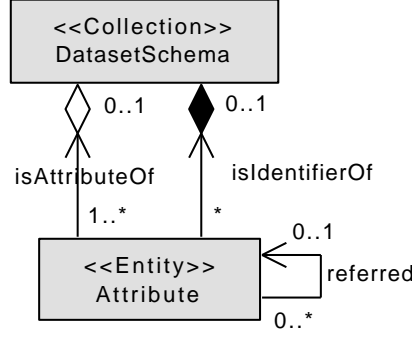 <<Collection>>
DatasetSchema
0..1
0..1
isAttributeOf
isIdentifierOf
1..*
*
0..1
<<Entity>>
Attribute
referred
0..*